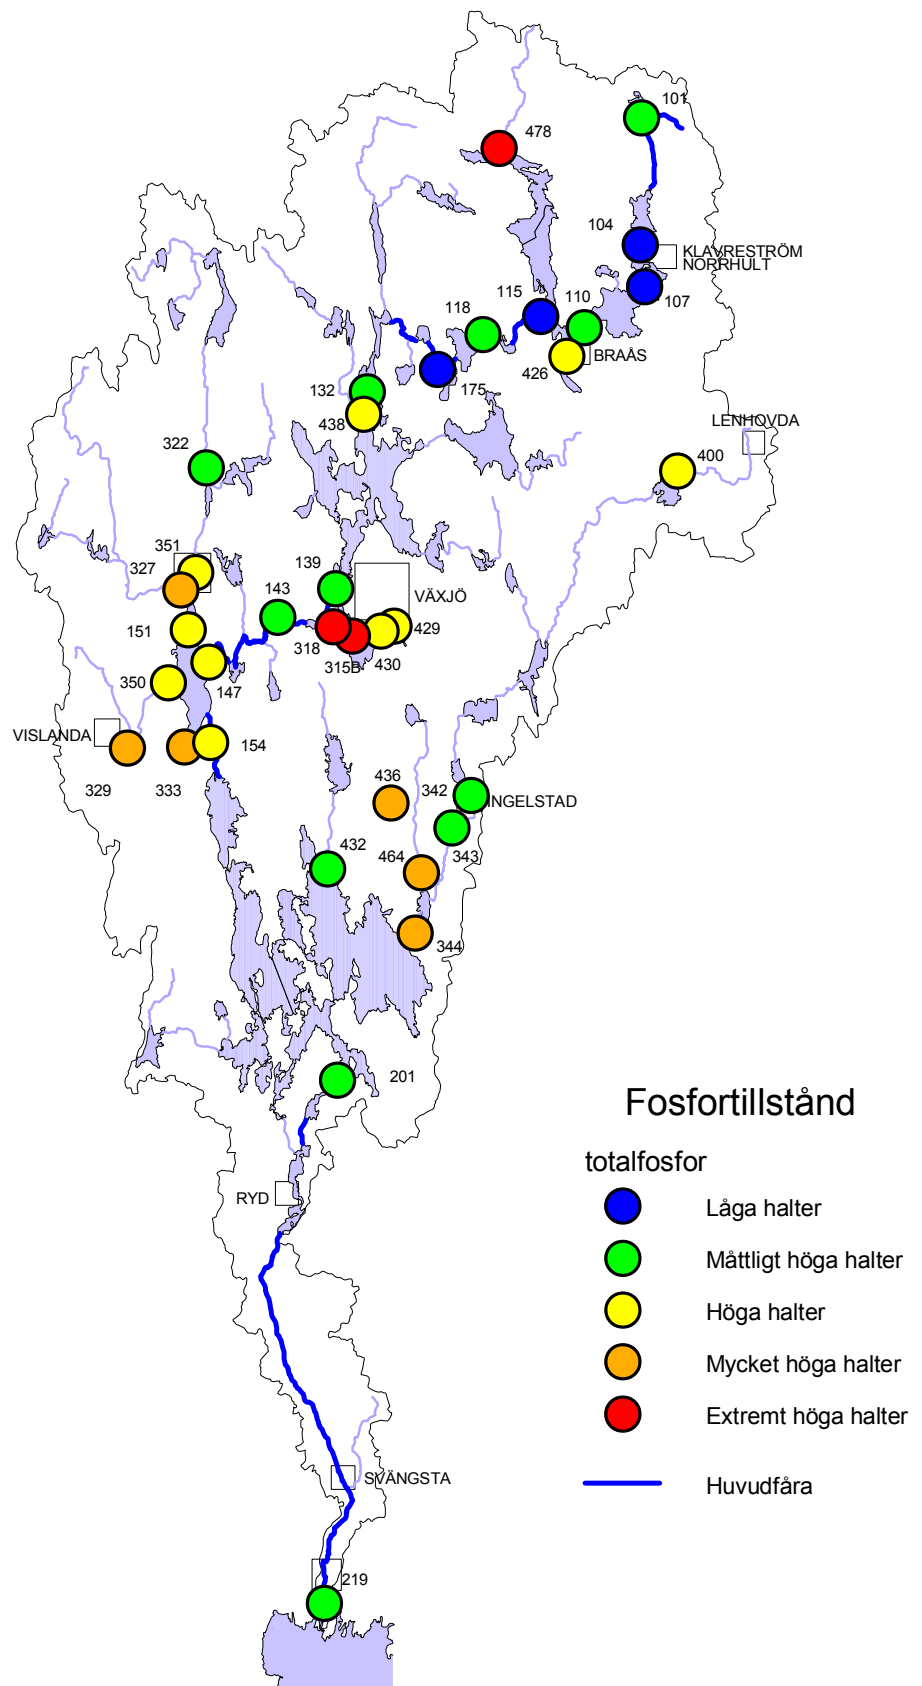 101
478
104
KLAVRESTRÖM
NORRHULT
115
110
107
118
BRAÅS
426
175
132
438
LENHOVDA
322
400
351
327
139
143
VÄXJÖ
151
318
429
315B
430
350
147
VISLANDA
154
329
333
436
342
INGELSTAD
343
432
464
344
201
Fosfortillstånd
totalfosfor
RYD
Låga halter
Måttligt höga halter
Höga halter
Mycket höga halter
Extremt höga halter
SVÄNGSTA
Huvudfåra
219